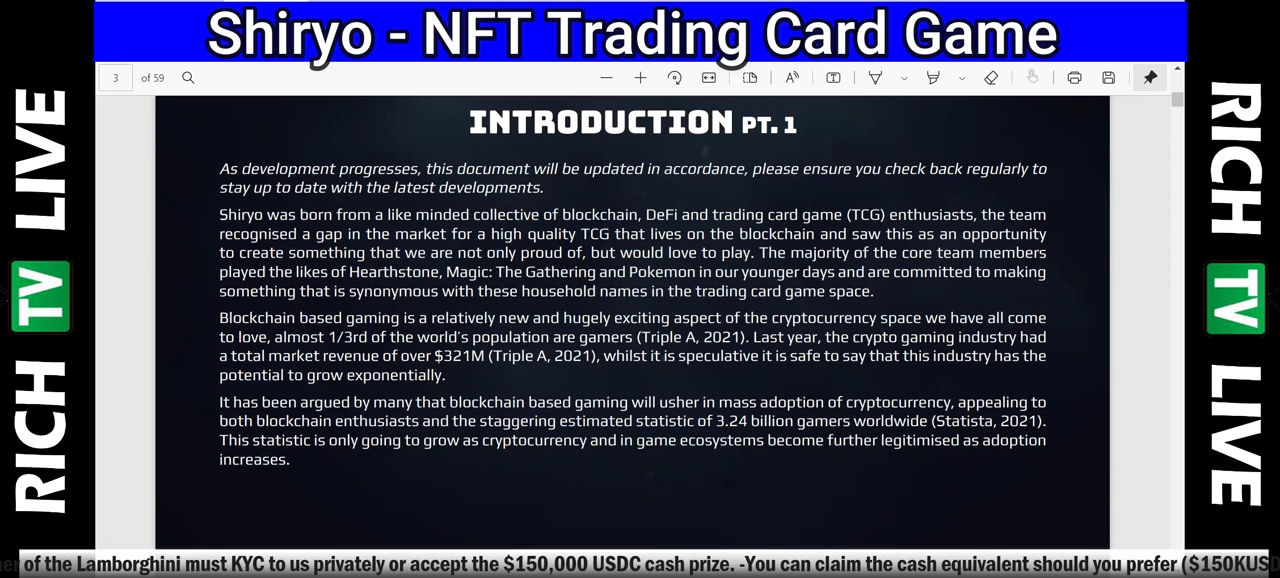 Shiryo - NFT Trading Card Game
3 of 59
INTRODUCTION PT. 1
As development progresses, this document will be updated in accordance, please ensure you check back regularly to
stay up to date with the latest developments.
Shiryo was born from a like minded collective of blockchain, DeFi and trading card game (TCG) enthusiasts, the team
recognised a gap in the market for a high quality TCG that lives on the blockchain and saw this as an opportunity
to create something that we are not only proud of, but would love to play. The majority of the core team members
played the likes of Hearthstone, Magic: The Gathering and Pokemon in our younger days and are committed to making
something that is synonymous with these household names in the trading card game space.
Blockchain based gaming is a relatively new and hugely exciting aspect of the cryptocurrency space we have all come
to love, almost 1/3rd of the world's population are gamers (Triple A, 2021). Last year, the crypto gaming industry had
a total market revenue of over $321M (Triple A, 2021), whilst it is speculative it is safe to say that this industry has the
potential to grow exponentially.
It has been argued by many that blockchain based gaming will usher in mass adoption of cryptocurrency, appealing to
both blockchain enthusiasts and the staggering estimated statistic of 3.24 billion gamers worldwide (Statista, 2021).
This statistic is only going to grow as cryptocurrency and in game ecosystems become further legitimised as adoption
increases.
RICH TV LIVE
RICH TV LIVE
of the Lamborghini must KYC to us privately or accept the $150,000 USDC cash prize. -You can claim the cash equivalent should you prefer ($150KUSD